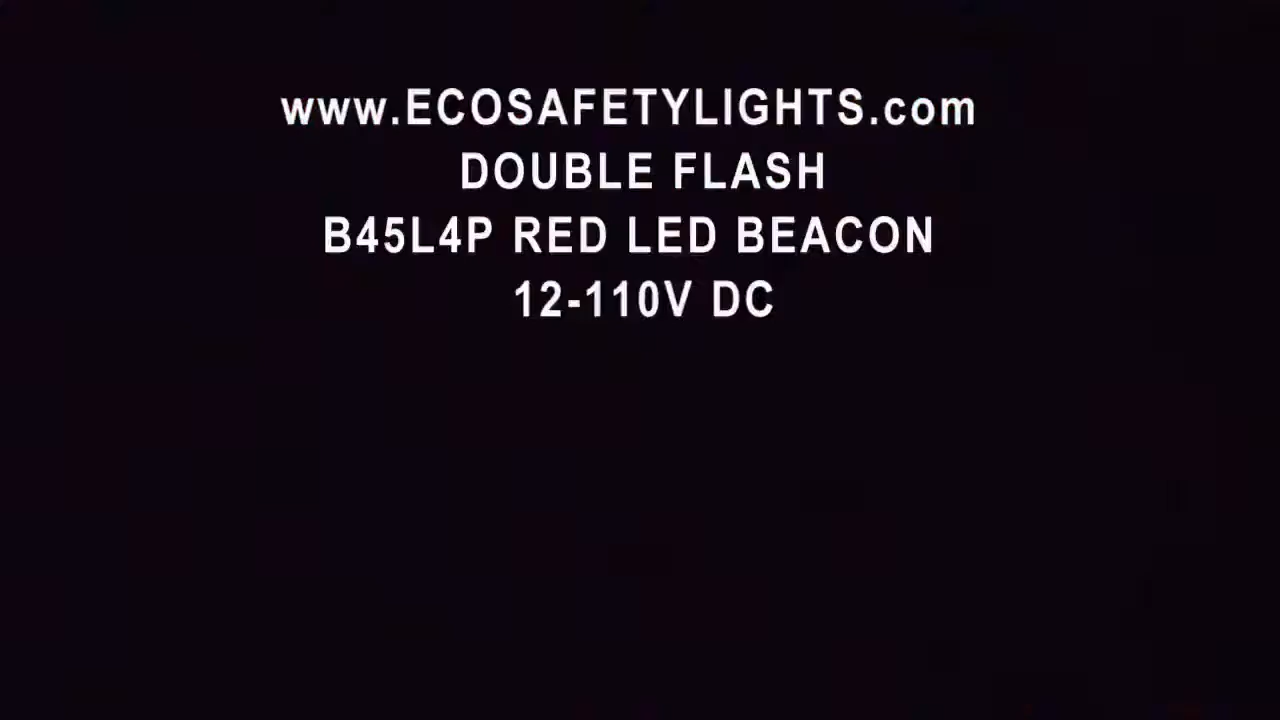 www.ECOSAFETYLIGHTS.com
DOUBLE FLASH
B45L4P RED LED BEACON
12-110V DC